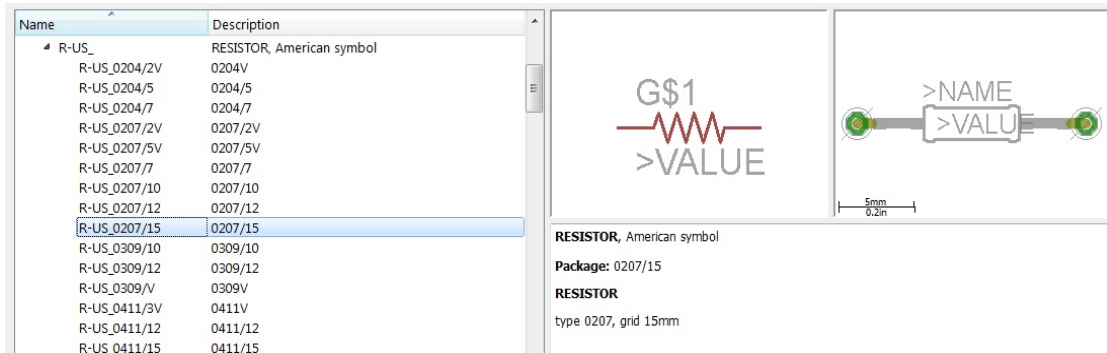 Name Description
R-US_ RESISTOR, American symbol
R-US_0204/2V 0204V
R-US_0204/5 0204/5
R-US_0204/7 0204/7
R-US_0207/2V 0207/2V
R-US_0207/5V 0207/5V
R-US_0207/7 0207/7
R-US_0207/10 0207/10
R-US_0207/12 0207/12
R-US_0207/15 0207/15
R-US_0309/10 0309/10
R-US_0309/12 0309/12
R-US_0309/V 0309V
R-US_0411/3V 0411V
R-US_0411/12 0411/12
R-US_0411/15 0411/15
G$1
>VALUE
>NAME
>VALUE
5mm
0.2in
RESISTOR, American symbol
Package: 0207/15
RESISTOR
type 0207, grid 15mm